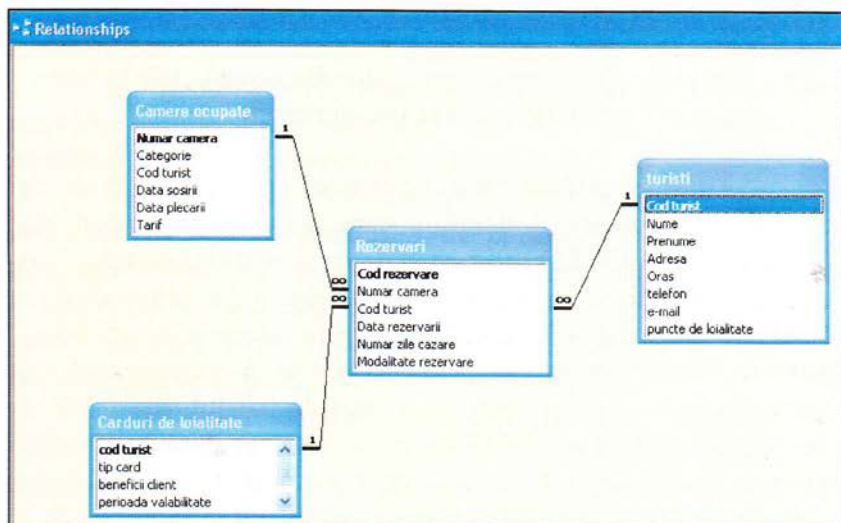 Relationships
Camere ocupate
Numar camera
Categorie
Cod turist
Data sosirii
Data plecarii
Tarif
1
turisti
Cod turist
Nume
Prenume
Adresa
Oras
telefon
e-mail
puncte de loialitate
1
Rezervari
Cod rezervare
Numar camera
Cod turist
Data rezervarii
Numar zile cazare
Modalitate rezervare
∞
∞
∞
Carduri de loialitate
cod turist
tip card
beneficii client
perioada valabilitate
1